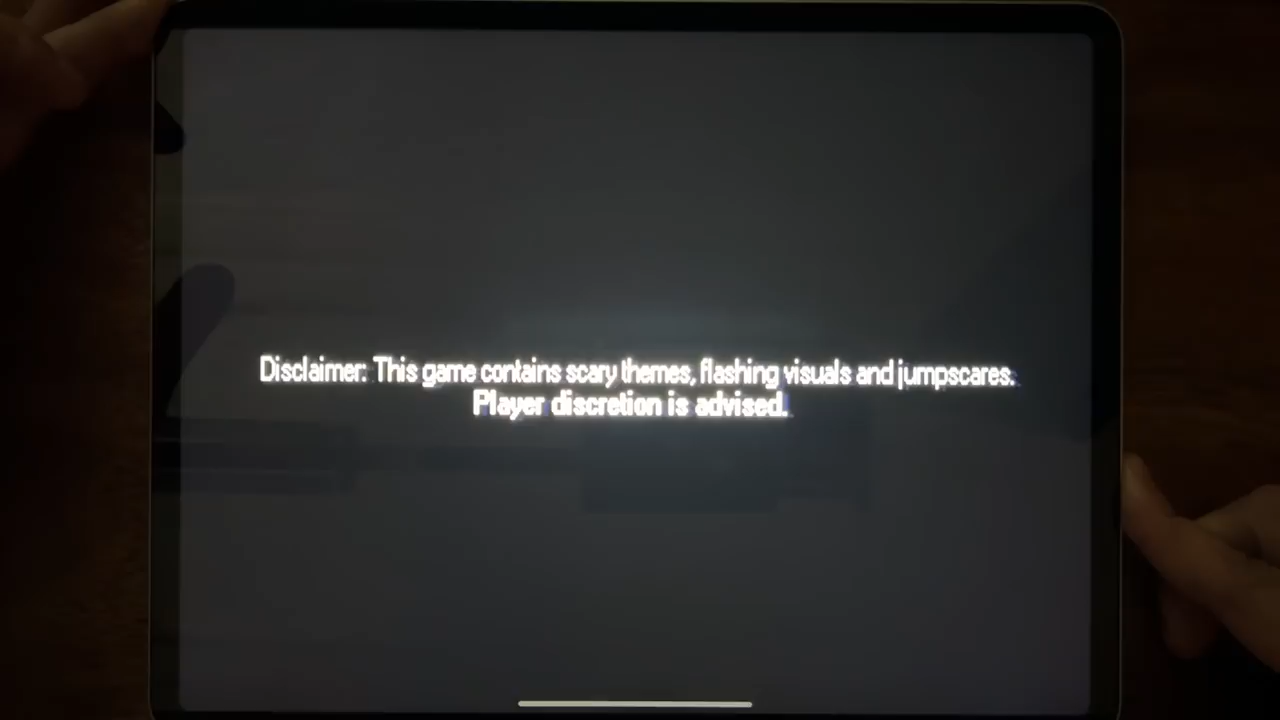 Disclaimer: This game contains scary themes, flashing visuals and jumpscares.
Player discretion is advised.